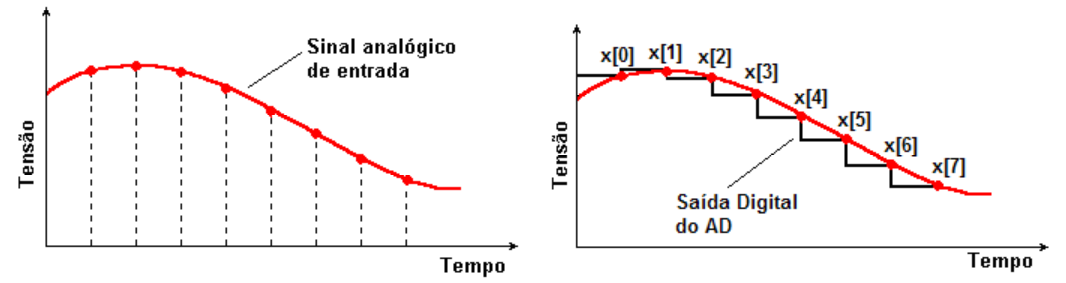 Sinal analógico
de entrada
Tensão
Tempo
x[0]
x[1]
x[2]
x[3]
x[4]
x[5]
x[6]
x[7]
Saída Digital
do AD
Tensão
Tempo